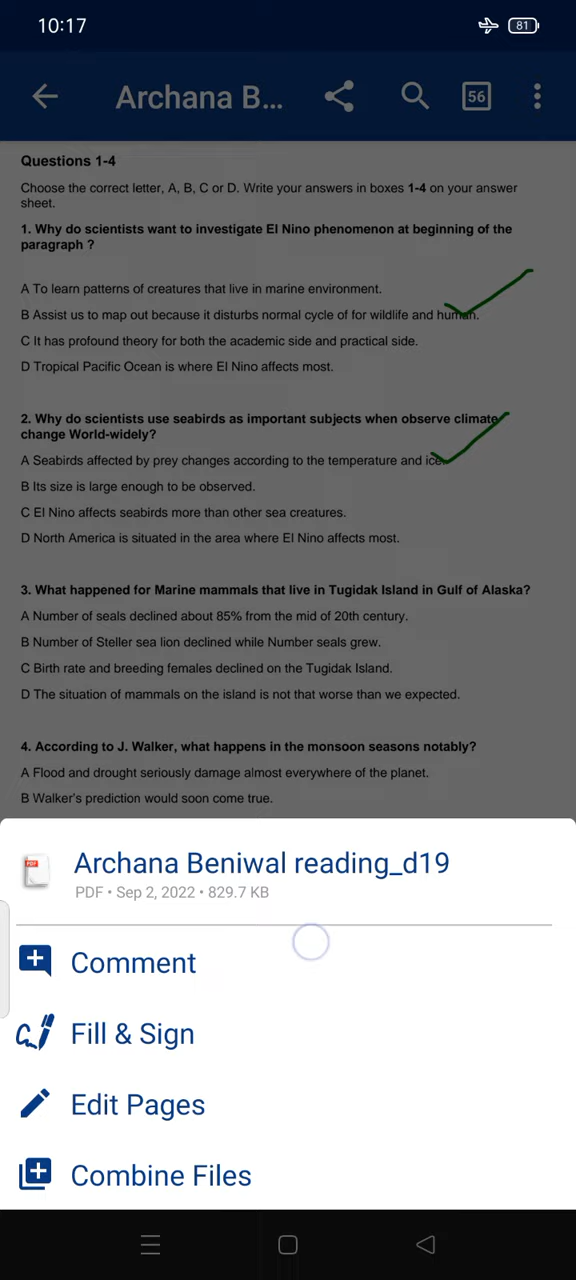 10:17
81
Archana B...
56
Questions 1-4
Choose the correct letter, A, B, C or D. Write your answers in boxes 1-4 on your answer
sheet.
1. Why do scientists want to investigate El Nino phenomenon at beginning of the
paragraph ?
A To learn patterns of creatures that live in marine environment.
B Assist us to map out because it disturbs normal cycle of for wildlife and human.
C It has profound theory for both the academic side and practical side.
D Tropical Pacific Ocean is where El Nino affects most.
2. Why do scientists use seabirds as important subjects when observe climate
change World-widely?
A Seabirds affected by prey changes according to the temperature and ice.
B Its size is large enough to be observed.
C El Nino affects seabirds more than other sea creatures.
D North America is situated in the area where El Nino affects most.
3. What happened for Marine mammals that live in Tugidak Island in Gulf of Alaska?
A Number of seals declined about 85% from the mid of 20th century.
B Number of Steller sea lion declined while Number seals grew.
C Birth rate and breeding females declined on the Tugidak Island.
D The situation of mammals on the island is not that worse than we expected.
4. According to J. Walker, what happens in the monsoon seasons notably?
A Flood and drought seriously damage almost everywhere of the planet.
B Walker's prediction would soon come true.
PDF
Archana Beniwal reading_d19
PDF • Sep 2, 2022 • 829.7 KB
Comment
Fill & Sign
Edit Pages
Combine Files